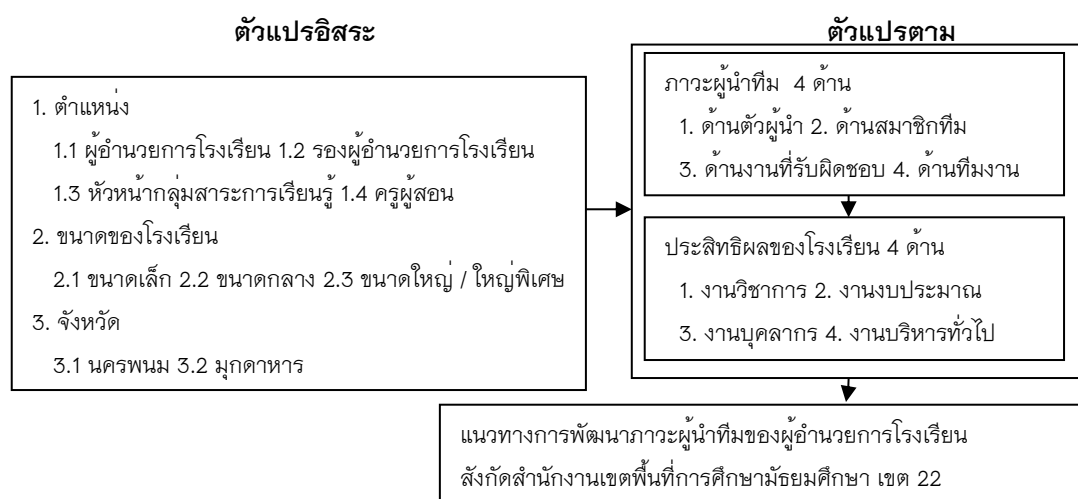 ตัวแปรอิสระ
1. ตำแหน่ง
1.1 ผู้อำนวยการโรงเรียน 1.2 รองผู้อำนวยการโรงเรียน
1.3 หัวหน้ากลุ่มสาระการเรียนรู้ 1.4 ครูผู้สอน
2. ขนาดของโรงเรียน
2.1 ขนาดเล็ก 2.2 ขนาดกลาง 2.3 ขนาดใหญ่ / ใหญ่พิเศษ
3. จังหวัด
3.1 นครพนม 3.2 มุกดาหาร
ตัวแปรตาม
ภาวะผู้นำทีม 4 ด้าน
1. ด้านตัวผู้นำ 2. ด้านสมาชิกทีม
3. ด้านงานที่รับผิดชอบ 4. ด้านทีมงาน
ประสิทธิผลของโรงเรียน 4 ด้าน
1. งานวิชาการ 2. งานงบประมาณ
3. งานบุคลากร 4. งานบริหารทั่วไป
แนวทางการพัฒนาภาวะผู้นำทีมของผู้อำนวยการโรงเรียน
สังกัดสำนักงานเขตพื้นที่การศึกษามัธยมศึกษา เขต 22